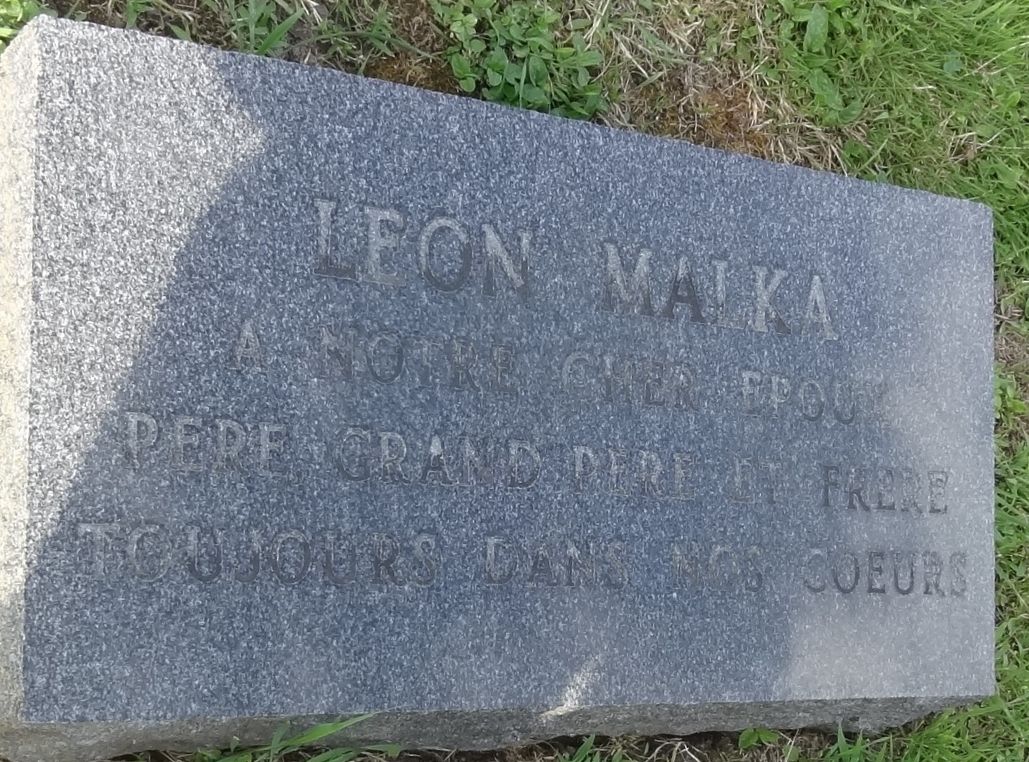 LEON MALKA
A NOTRE CHER EPOUX
PERE GRAND PERE ET FRERE
TOUJOURS DANS NOS COEURS